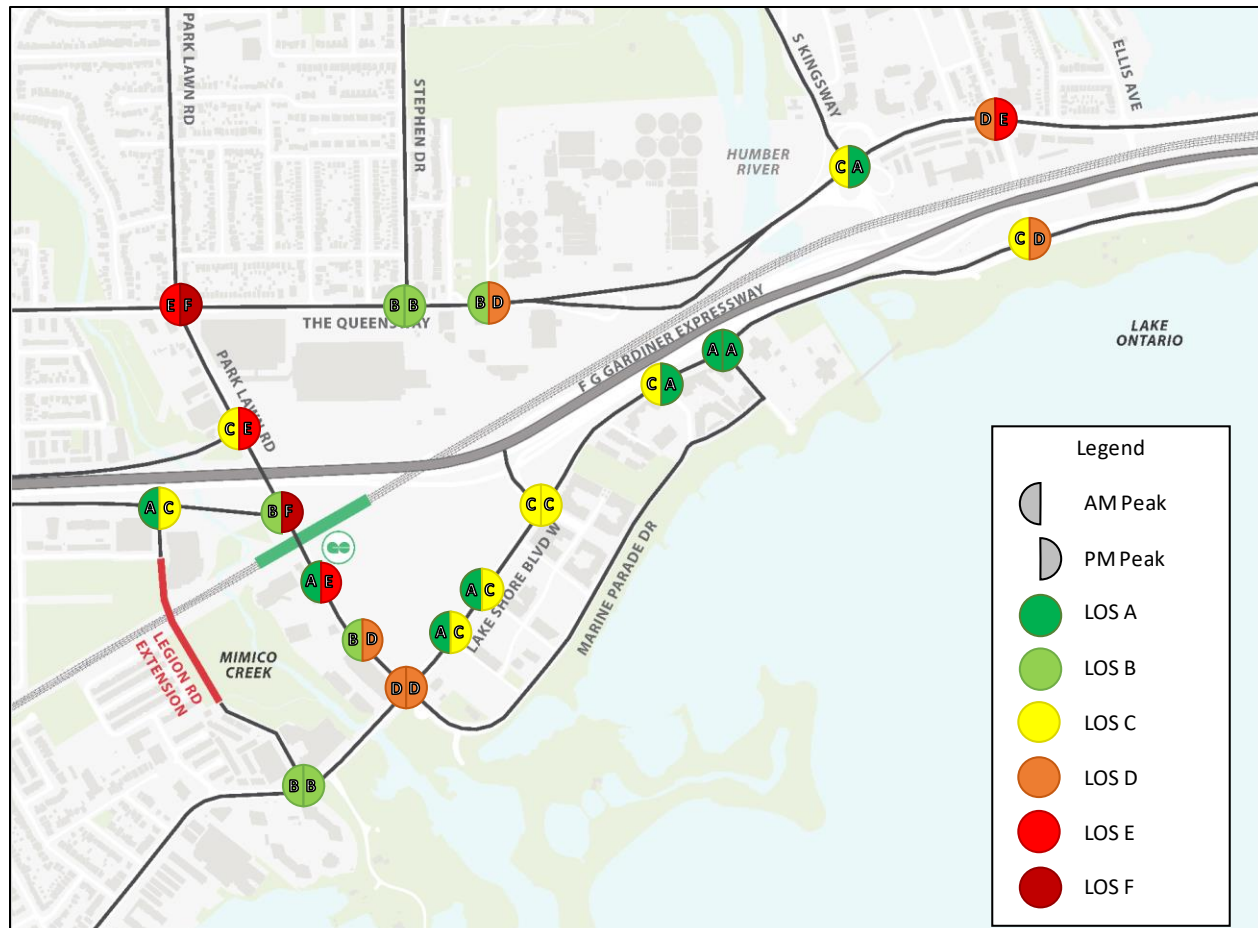 PARK LAWN RD
STEPHEN DR
S KINGSWAY
ELLIS AVE
D E
HUMBER
RIVER
C A
C D
E F
B B
B D
THE QUEENSWAY
F G GARDINER EXPRESSWAY
LAKE
ONTARIO
A A
C A
PARK LAWN RD
C E
A C
B F
C C
LAKE SHORE BLVD W
MARINE PARADE DR
A E
A C
B D
A C
LEGION RD
EXTENSION
MIMICO
CREEK
D D
B B
Legend
AM Peak
PM Peak
LOS A
LOS B
LOS C
LOS D
LOS E
LOS F